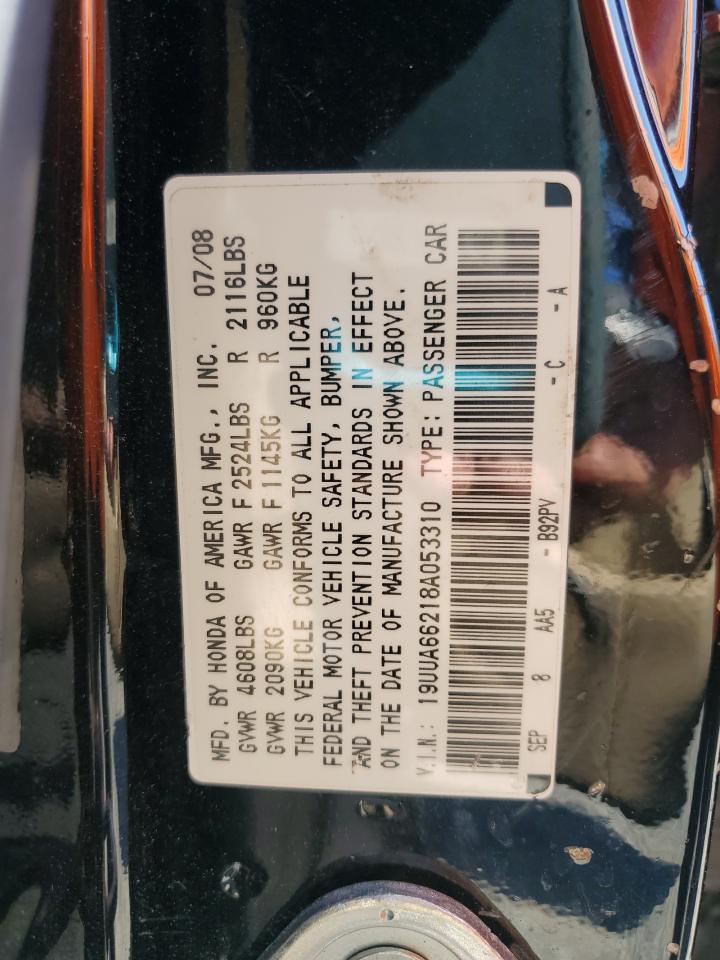 MFD. BY HONDA OF AMERICA MFG., INC. 07/08
GVWR 4608LBS GAWR F 2524LBS R 2116LBS
GVWR 2090KG GAWR F 1145KG R 960KG
THIS VEHICLE CONFORMS TO ALL APPLICABLE
FEDERAL MOTOR VEHICLE SAFETY, BUMPER,
AND THEFT PREVENTION STANDARDS IN EFFECT
ON THE DATE OF MANUFACTURE SHOWN ABOVE.
V.I.N.: 19UUA66218A053310 TYPE: PASSENGER CAR
SEP 8 AA5 - B92PV - C - A